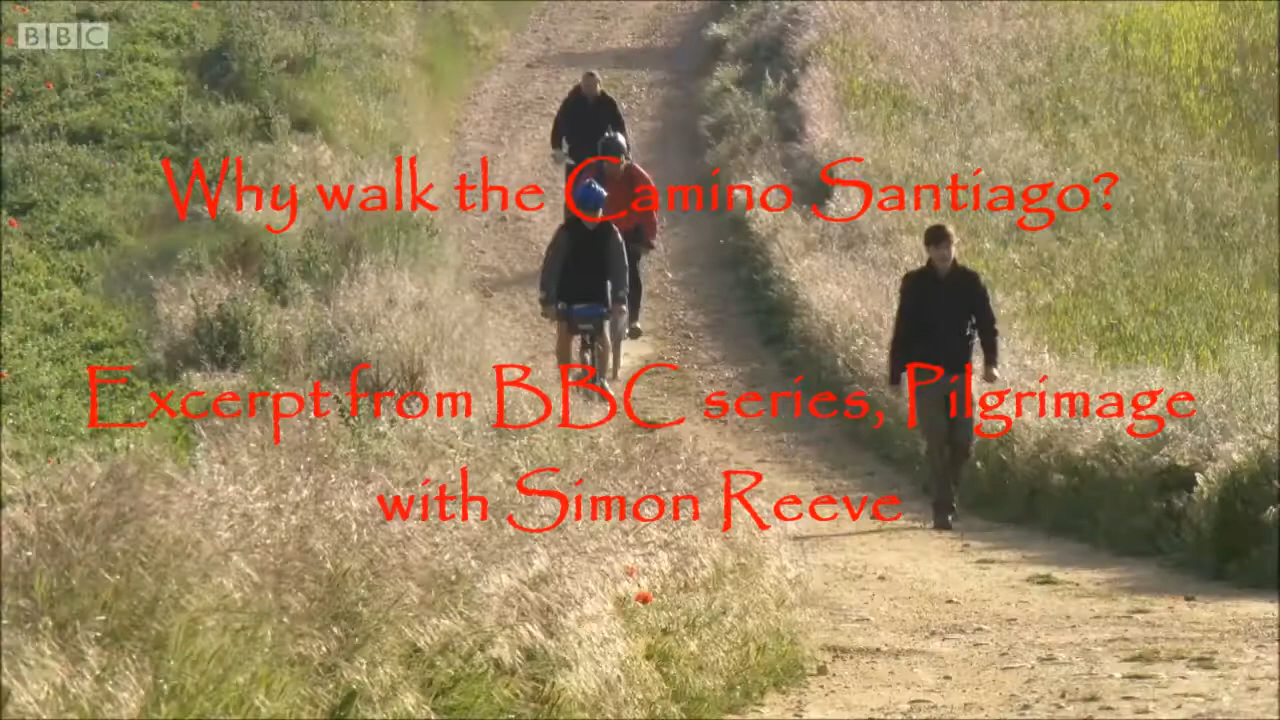 BBC
Why walk the Camino Santiago?
Excerpt from BBC series, Pilgrimage
with Simon Reeve